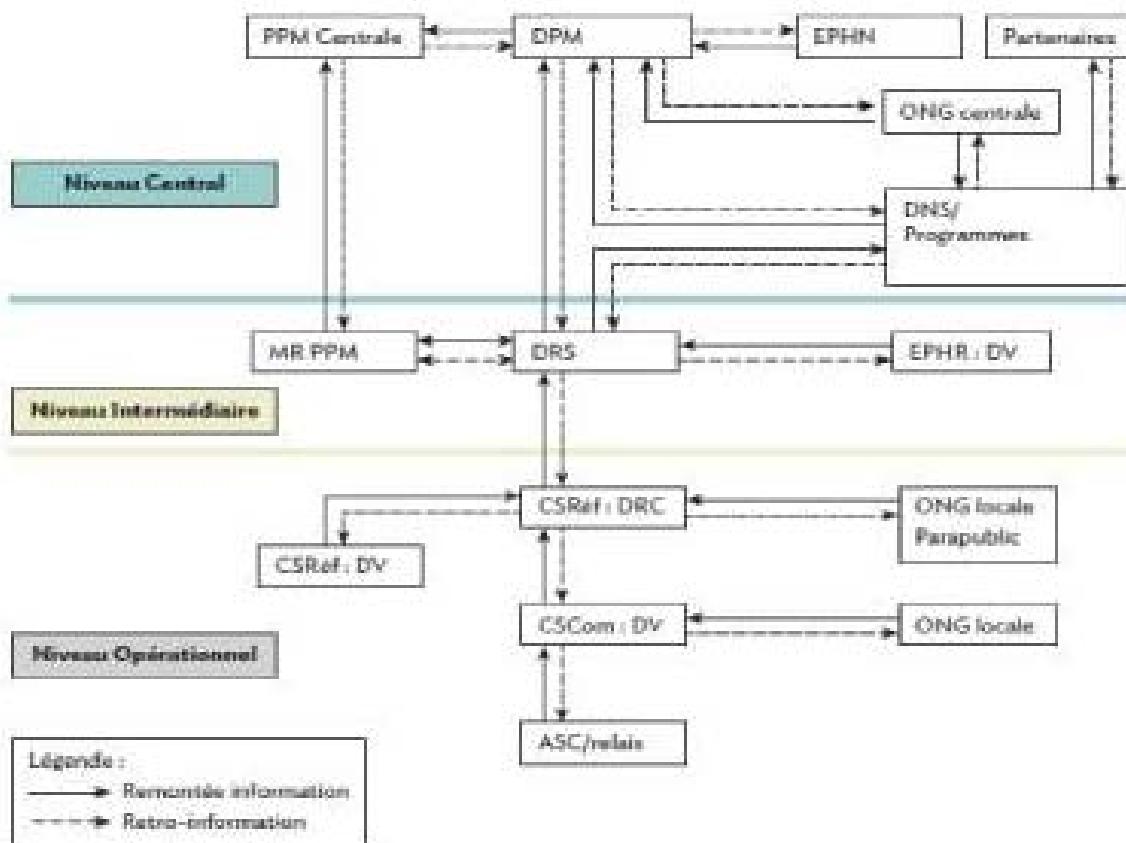 PPM Centrale
DPM
EPHN
Partenaires
ONG centrale
Niveau Central
DNS/
Programmes
MR PPM
DRS
EPHR : DV
Niveau Intermédiaire
CSRéf : DRC
ONG locale
Parapublic
CSRéf : DV
CSCom : DV
ONG locale
Niveau Opérationnel
ASC/relais
Légende :
Remontée information
Retro-information